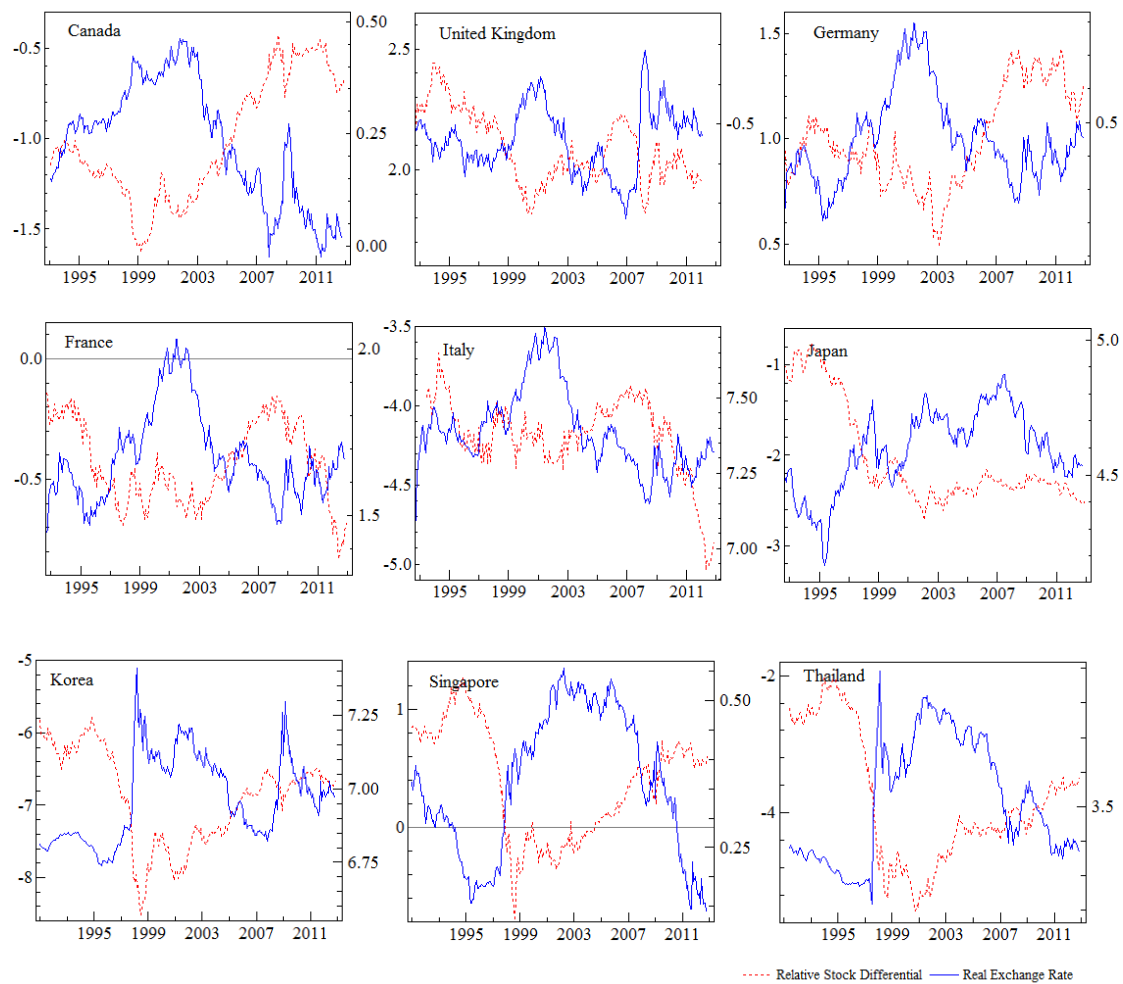 Canada
-0.5
-1.0
-1.5
0.50
0.25
0.00
1995 1999 2003 2007 2011
United Kingdom
2.5
2.0
-0.5
1995 1999 2003 2007 2011
Germany
1.5
1.0
0.5
0.5
1995 1999 2003 2007 2011
France
0.0
-0.5
2.0
1.5
1995 1999 2003 2007 2011
Italy
-3.5
-4.0
-4.5
-5.0
7.50
7.25
7.00
1995 1999 2003 2007 2011
Japan
-1
-2
-3
5.0
4.5
1995 1999 2003 2007 2011
Korea
-5
-6
-7
-8
7.25
7.00
6.75
1995 1999 2003 2007 2011
Singapore
1
0
0.50
0.25
1995 1999 2003 2007 2011
Thailand
-2
-4
3.5
1995 1999 2003 2007 2011
Relative Stock Differential Real Exchange Rate